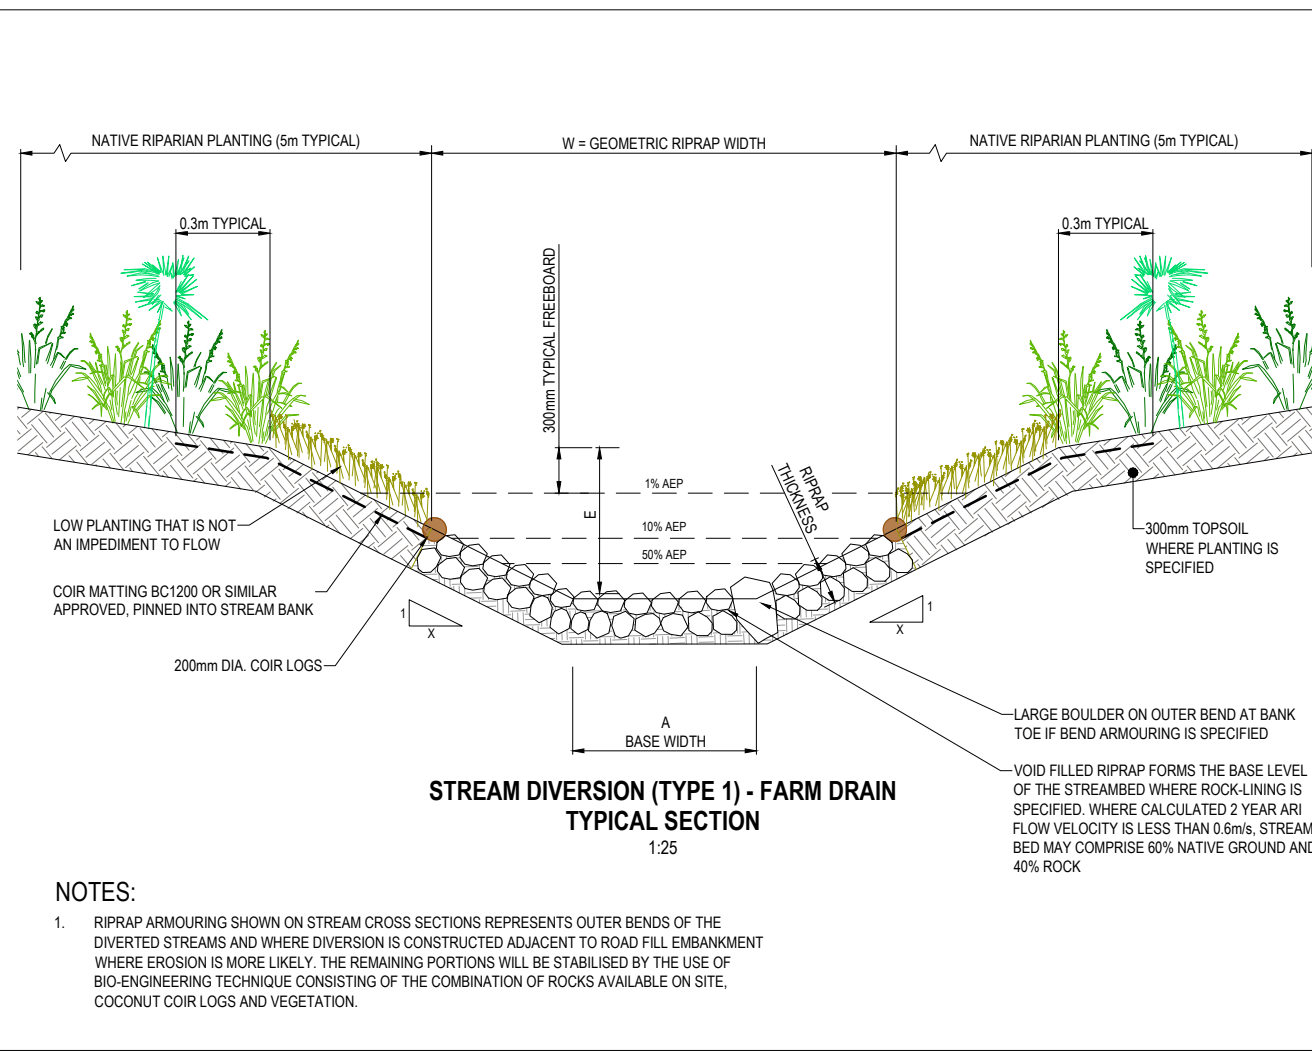 NATIVE RIPARIAN PLANTING (5m TYPICAL)
W = GEOMETRIC RIPRAP WIDTH
NATIVE RIPARIAN PLANTING (5m TYPICAL)
0.3m TYPICAL
0.3m TYPICAL
300mm TYPICAL FREEBOARD
E
1% AEP
10% AEP
50% AEP
RIPRAP
THICKNESS
LOW PLANTING THAT IS NOT
AN IMPEDIMENT TO FLOW
COIR MATTING BC1200 OR SIMILAR
APPROVED, PINNED INTO STREAM BANK
200mm DIA. COIR LOGS
1
X
1
X
300mm TOPSOIL
WHERE PLANTING IS
SPECIFIED
A
BASE WIDTH
LARGE BOULDER ON OUTER BEND AT BANK
TOE IF BEND ARMOURING IS SPECIFIED
VOID FILLED RIPRAP FORMS THE BASE LEVEL
OF THE STREAMBED WHERE ROCK-LINING IS
SPECIFIED. WHERE CALCULATED 2 YEAR ARI
FLOW VELOCITY IS LESS THAN 0.6m/s, STREAM
BED MAY COMPRISE 60% NATIVE GROUND AND
40% ROCK
STREAM DIVERSION (TYPE 1) - FARM DRAIN
TYPICAL SECTION
1:25
NOTES:
1. RIPRAP ARMOURING SHOWN ON STREAM CROSS SECTIONS REPRESENTS OUTER BENDS OF THE
DIVERTED STREAMS AND WHERE DIVERSION IS CONSTRUCTED ADJACENT TO ROAD FILL EMBANKMENT
WHERE EROSION IS MORE LIKELY. THE REMAINING PORTIONS WILL BE STABILISED BY THE USE OF
BIO-ENGINEERING TECHNIQUE CONSISTING OF THE COMBINATION OF ROCKS AVAILABLE ON SITE,
COCONUT COIR LOGS AND VEGETATION.